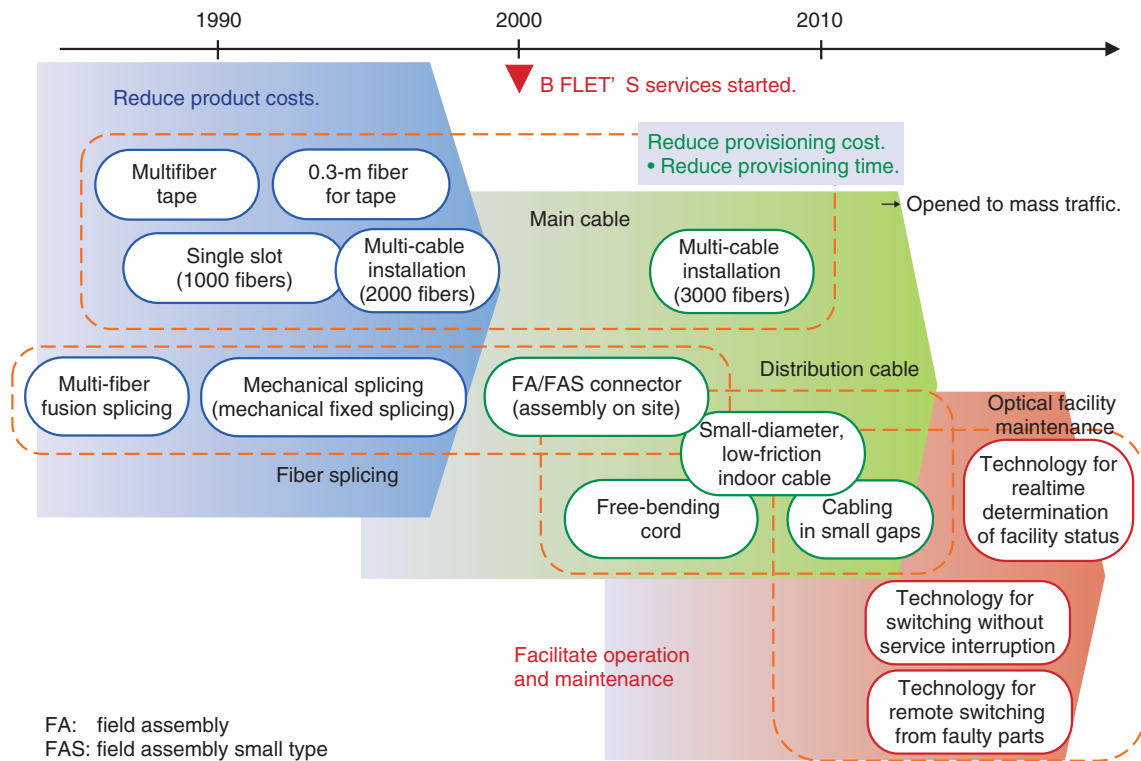 1990
2000
2010
B FLET’ S services started.
Reduce product costs.
Reduce provisioning cost.
• Reduce provisioning time.
Multifiber
tape
0.3-m fiber
for tape
→ Opened to mass traffic.
Main cable
Single slot
(1000 fibers)
Multi-cable
installation
(2000 fibers)
Multi-cable
installation
(3000 fibers)
Distribution cable
Multi-fiber
fusion splicing
Mechanical splicing
(mechanical fixed splicing)
FA/FAS connector
(assembly on site)
Optical facility
maintenance
Small-diameter,
low-friction
indoor cable
Fiber splicing
Technology for
realtime
determination
of facility status
Free-bending
cord
Cabling
in small gaps
Technology for
switching without
service interruption
Facilitate operation
and maintenance
Technology for
remote switching
from faulty parts
FA: field assembly
FAS: field assembly small type